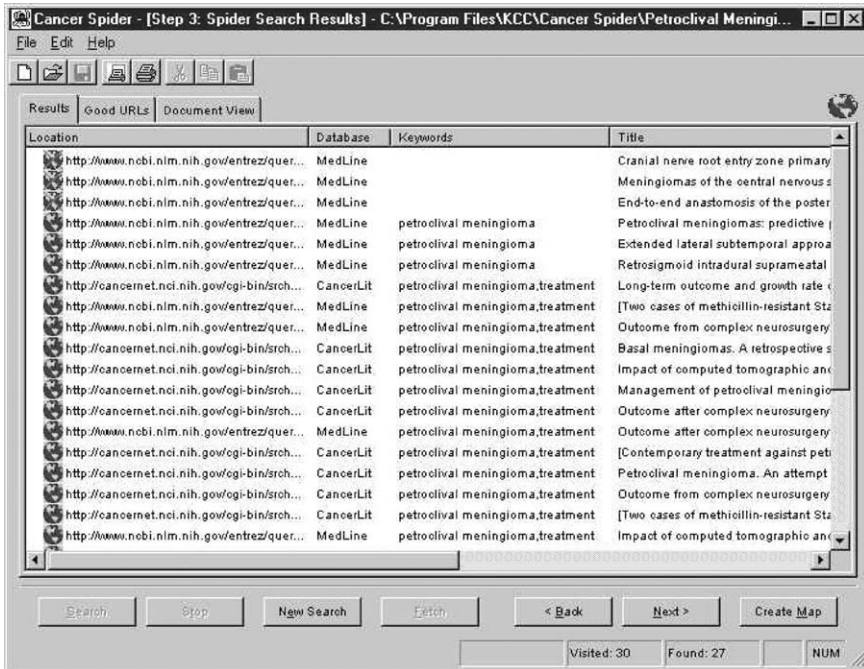 Cancer Spider - [Step 3: Spider Search Results] - C:\Program Files\KCC\Cancer Spider\Petroclival Meningi...
File Edit Help
Results Good URLs Document View
Location Database Keywords Title
http://www.ncbi.nlm.nih.gov/entrez/quer... MedLine Cranial nerve root entry zone primary
http://www.ncbi.nlm.nih.gov/entrez/quer... MedLine Meningiomas of the central nervous s
http://www.ncbi.nlm.nih.gov/entrez/quer... MedLine End-to-end anastomosis of the poster
http://www.ncbi.nlm.nih.gov/entrez/quer... MedLine petroclival meningioma Petroclival meningiomas: predictive
http://www.ncbi.nlm.nih.gov/entrez/quer... MedLine petroclival meningioma Extended lateral subtemporal approa
http://www.ncbi.nlm.nih.gov/entrez/quer... MedLine petroclival meningioma Retrosigmoid intradural suprameatal
http://cancernet.nci.nih.gov/cgi-bin/srch... CancerLit petroclival meningioma,treatment Long-term outcome and growth rate
http://www.ncbi.nlm.nih.gov/entrez/quer... MedLine petroclival meningioma,treatment [Two cases of methicillin-resistant Sta
http://www.ncbi.nlm.nih.gov/entrez/quer... MedLine petroclival meningioma,treatment Outcome from complex neurosurgery
http://cancernet.nci.nih.gov/cgi-bin/srch... CancerLit petroclival meningioma,treatment Basal meningiomas. A retrospective s
http://cancernet.nci.nih.gov/cgi-bin/srch... CancerLit petroclival meningioma,treatment Impact of computed tomographic and
http://cancernet.nci.nih.gov/cgi-bin/srch... CancerLit petroclival meningioma,treatment Management of petroclival meningio
http://cancernet.nci.nih.gov/cgi-bin/srch... CancerLit petroclival meningioma,treatment Outcome after complex neurosurgery
http://www.ncbi.nlm.nih.gov/entrez/quer... MedLine petroclival meningioma,treatment Outcome after complex neurosurgery
http://cancernet.nci.nih.gov/cgi-bin/srch... CancerLit petroclival meningioma,treatment [Contemporary treatment against petr
http://cancernet.nci.nih.gov/cgi-bin/srch... CancerLit petroclival meningioma,treatment Petroclival meningioma. An attempt
http://cancernet.nci.nih.gov/cgi-bin/srch... CancerLit petroclival meningioma,treatment Outcome from complex neurosurgery
http://cancernet.nci.nih.gov/cgi-bin/srch... CancerLit petroclival meningioma,treatment [Two cases of methicillin-resistant Sta
http://www.ncbi.nlm.nih.gov/entrez/quer... MedLine petroclival meningioma,treatment Impact of computed tomographic and
Search Stop New Search Fetch < Back Next > Create Map
Visited: 30 Found: 27 NUM